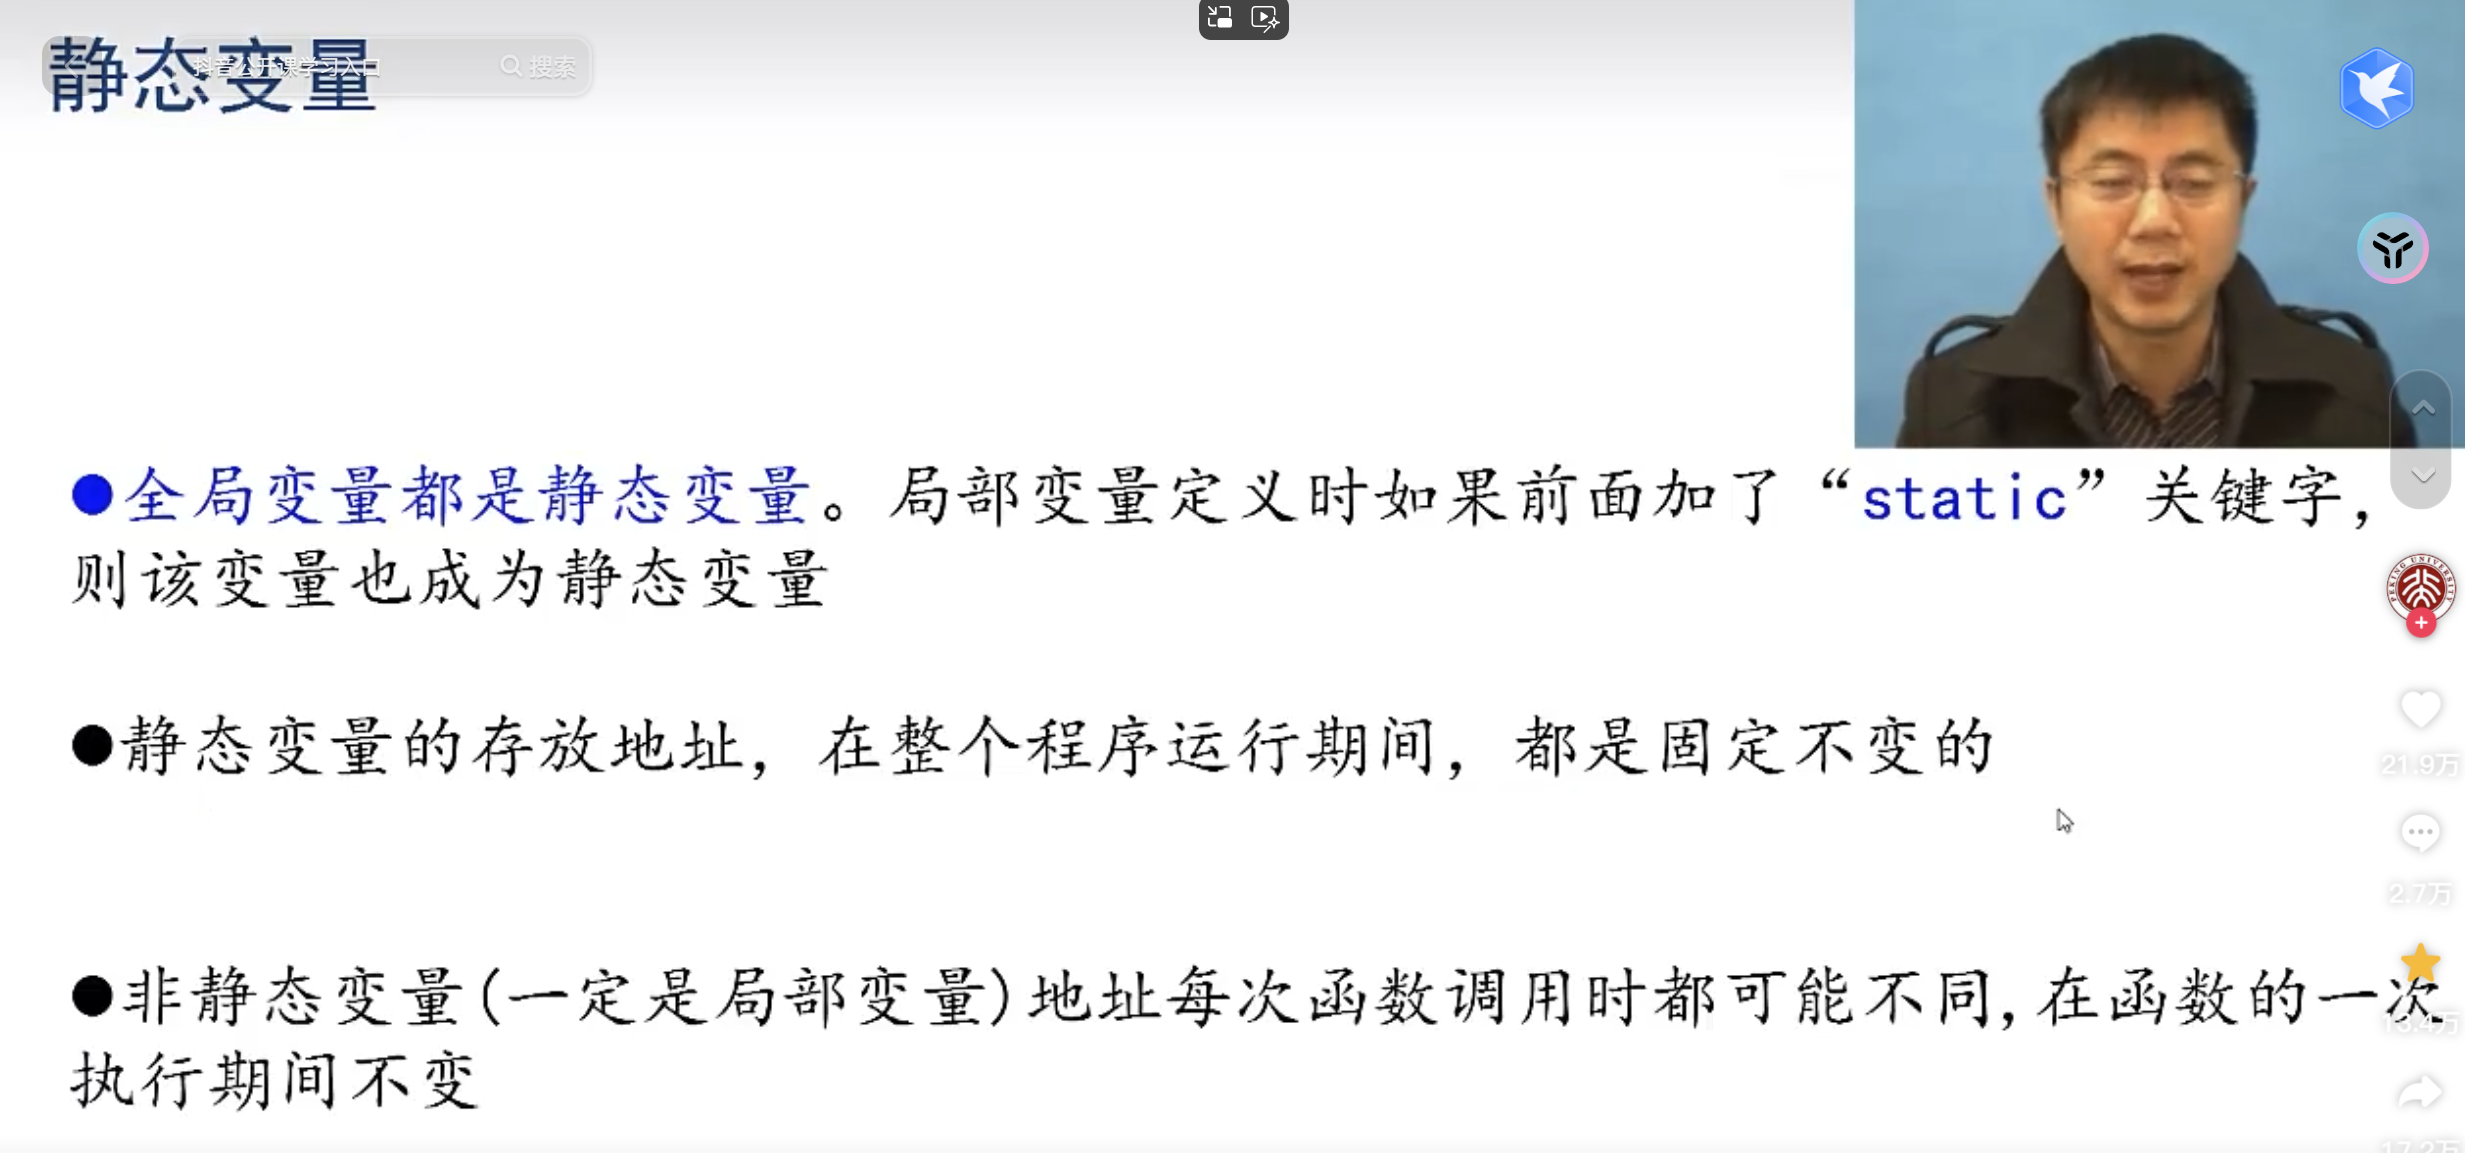 静态变量
抖音公开课学习入口
搜索
●全局变量都是静态变量。局部变量定义时如果前面加了“static”关键字，
则该变量也成为静态变量
●静态变量的存放地址，在整个程序运行期间，都是固定不变的
●非静态变量(一定是局部变量)地址每次函数调用时都可能不同,在函数的一次
执行期间不变
PEKING UNIVERSITY
21.9万
2.7万
13.4万
17.2万